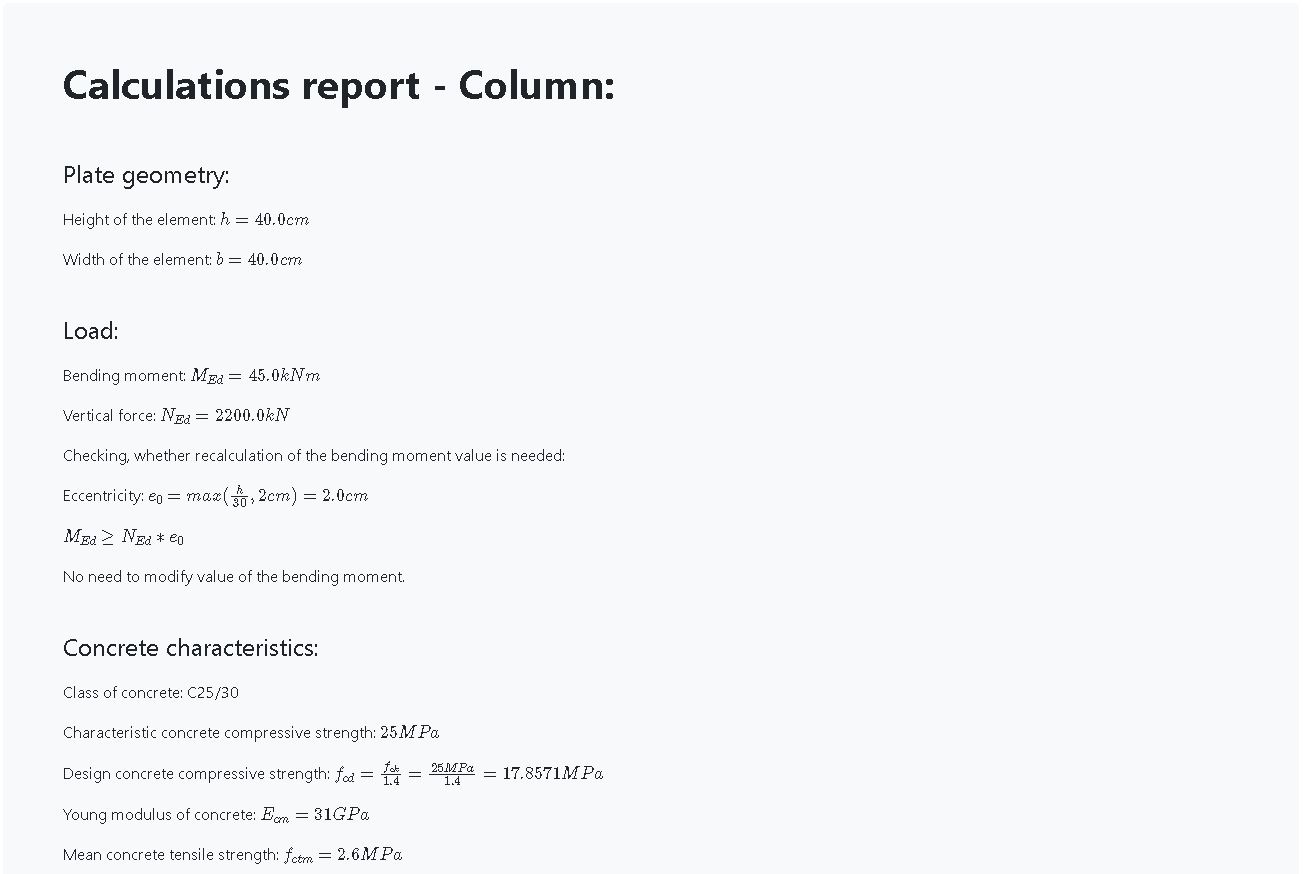 Calculations report - Column:
Plate geometry:
Height of the element: h = 40.0cm
Width of the element: b = 40.0cm
Load:
Bending moment: M_{Ed} = 45.0kNm
Vertical force: N_{Ed} = 2200.0kN
Checking, whether recalculation of the bending moment value is needed:
Eccentricity: e_0 = max(\frac{h}{30}, 2cm) = 2.0cm
M_{Ed} ≥ N_{Ed} * e_0
No need to modify value of the bending moment.
Concrete characteristics:
Class of concrete: C25/30
Characteristic concrete compressive strength: 25MPa
Design concrete compressive strength: f_{cd} = \frac{f_{ck}}{1.4} = \frac{25MPa}{1.4} = 17.8571MPa
Young modulus of concrete: E_{cm} = 31GPa
Mean concrete tensile strength: f_{ctm} = 2.6MPa